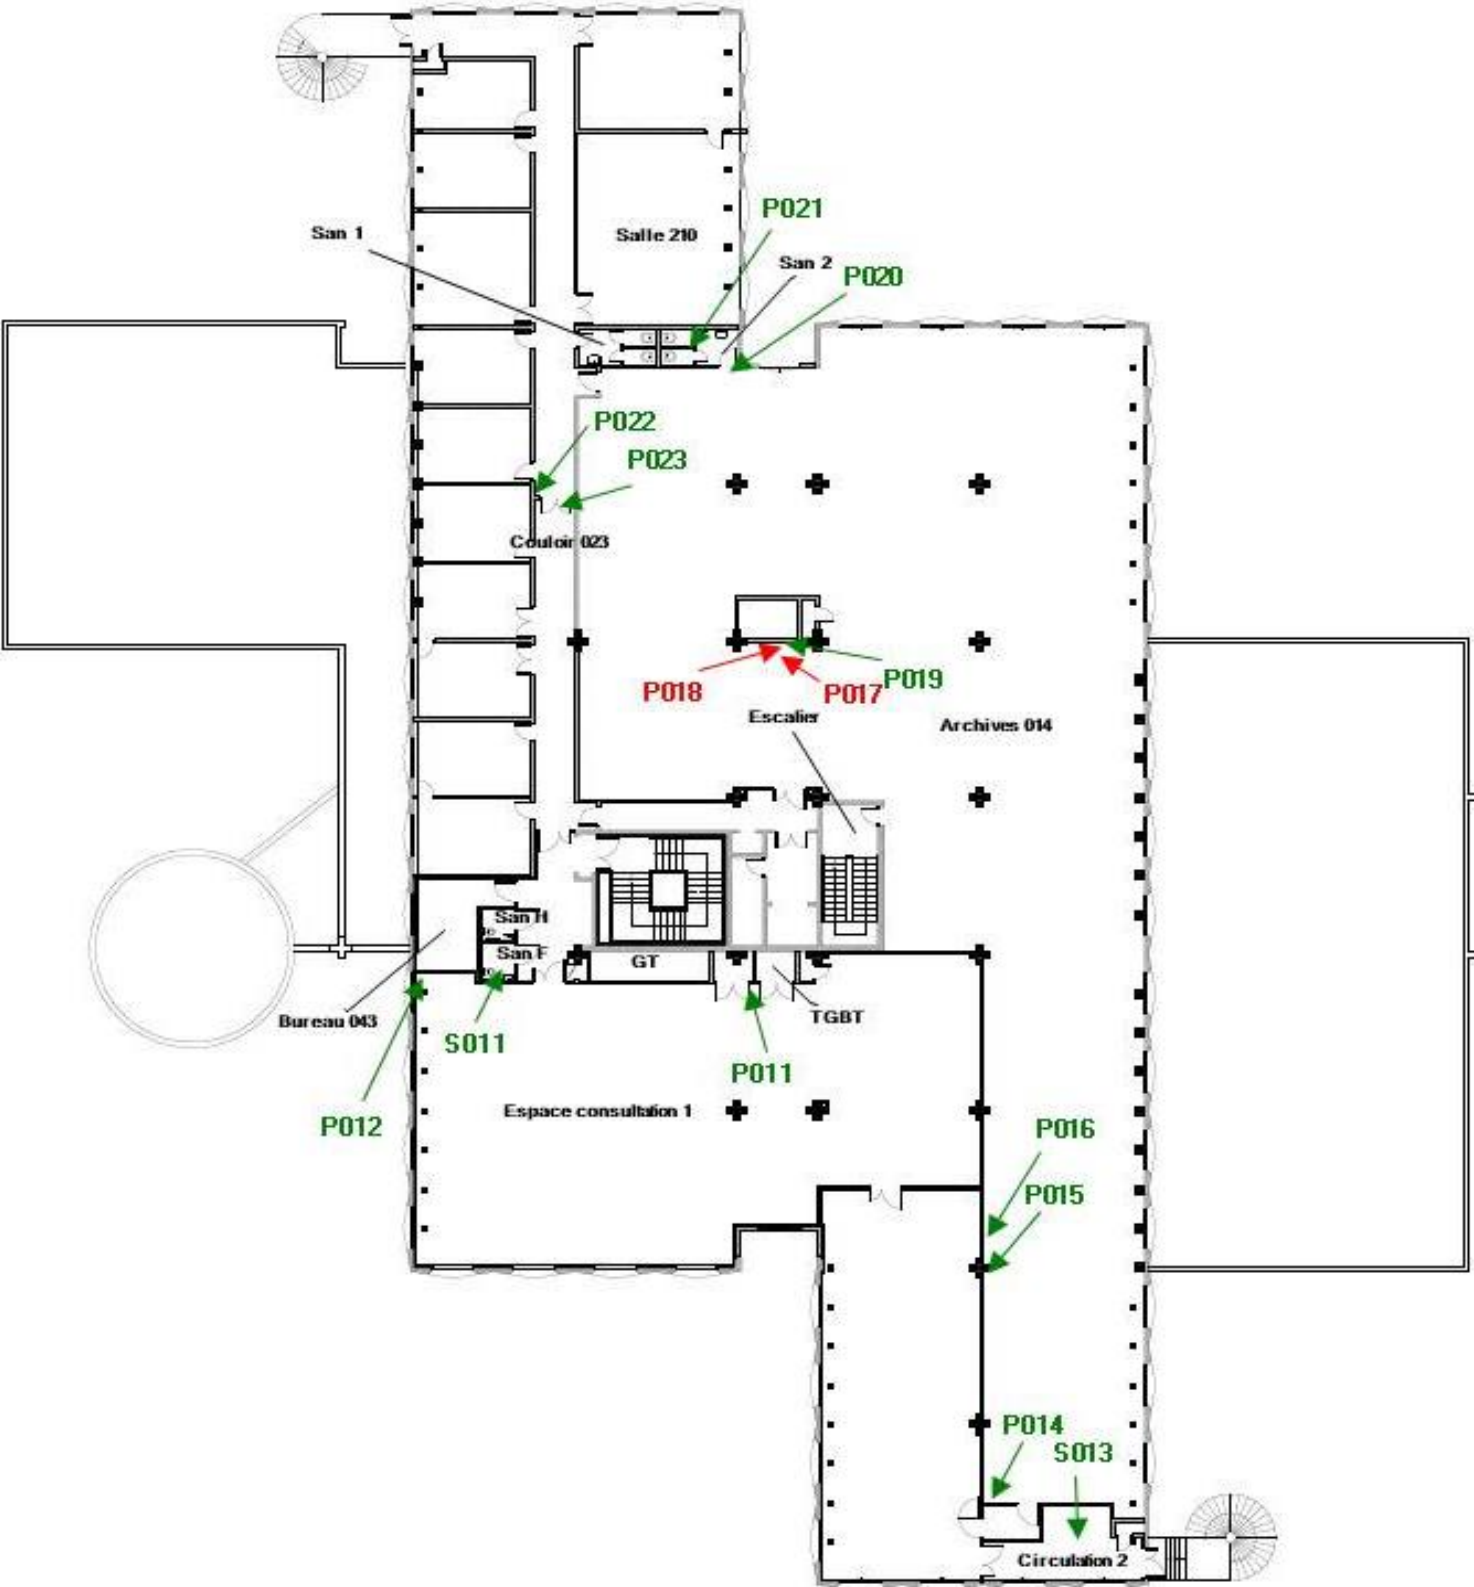 P021
San 1
Salle 210
San 2
P020
P022
P023
Couloir 023
P018
P017
P019
Escalier
Archives 014
San H
San F
GT
Bureau 043
S011
TGBT
P011
P012
Espace consultation 1
P016
P015
P014
S013
Circulation 2